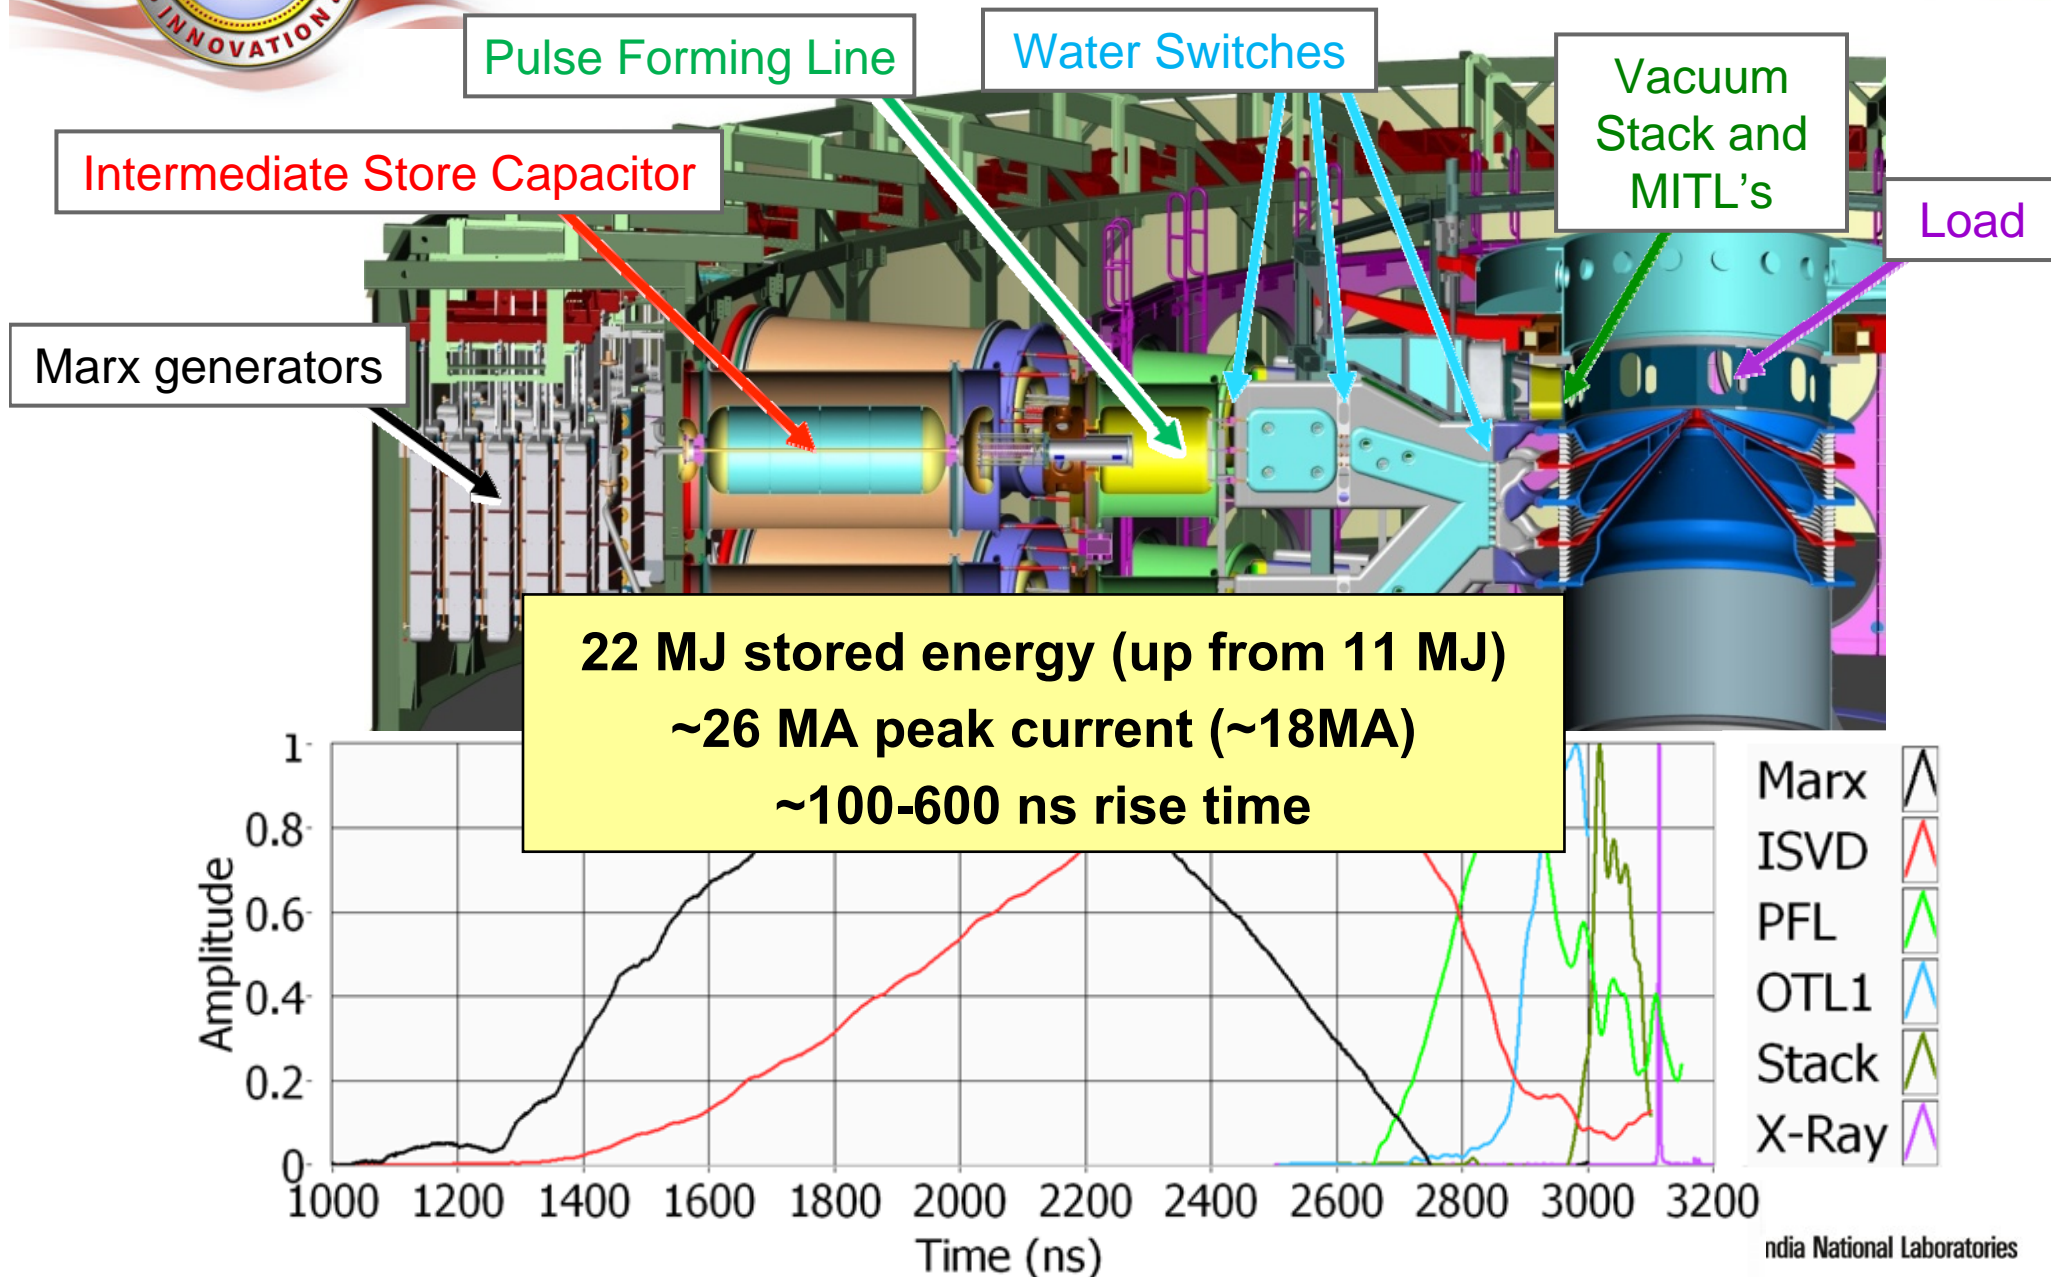 INNOVATION
Pulse Forming Line
Water Switches
Vacuum
Stack and
MITL's
Intermediate Store Capacitor
Load
Marx generators
22 MJ stored energy (up from 11 MJ)
~26 MA peak current (~18MA)
~100-600 ns rise time
1
0.8
0.6
0.4
0.2
0
Amplitude
1000 1200 1400 1600 1800 2000 2200 2400 2600 2800 3000 3200
Time (ns)
Marx
ISVD
PFL
OTL1
Stack
X-Ray
ndia National Laboratories